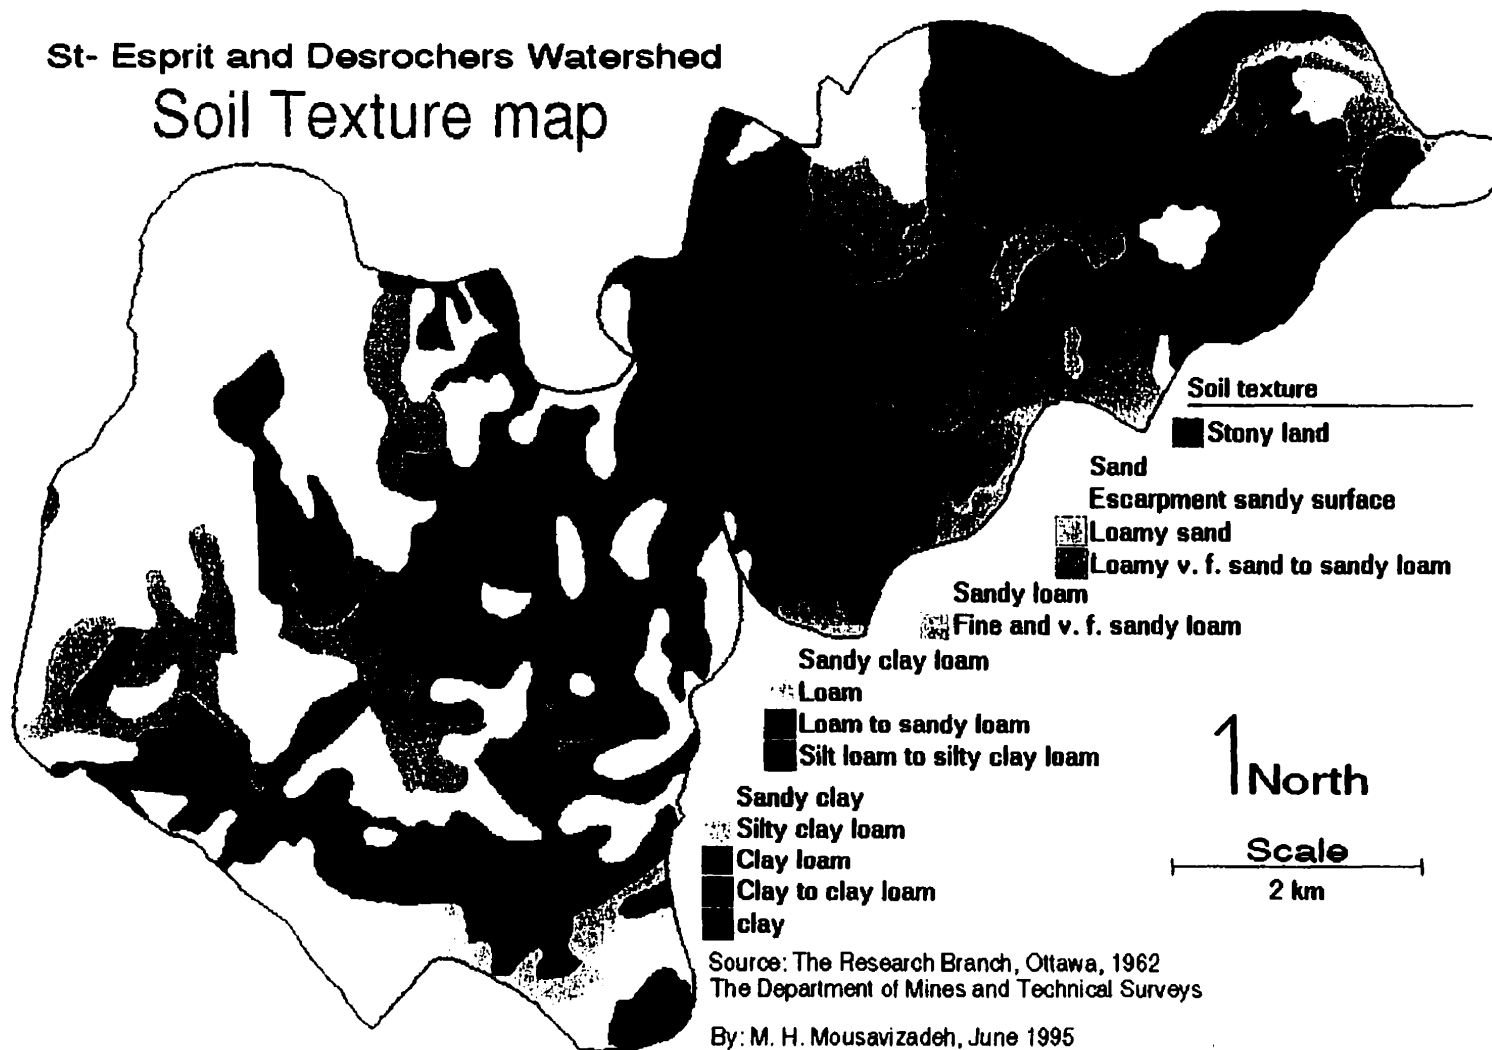 St- Esprit and Desrochers Watershed
Soil Texture map
Soil texture
Stony land
Sand
Escarpment sandy surface
Loamy sand
Loamy v. f. sand to sandy loam
Sandy loam
Fine and v. f. sandy loam
Sandy clay loam
Loam
Loam to sandy loam
Silt loam to silty clay loam
Sandy clay
Silty clay loam
Clay loam
Clay to clay loam
clay
North
Scale
2 km
Source: The Research Branch, Ottawa, 1962
The Department of Mines and Technical Surveys
By: M. H. Mousavizadeh, June 1995